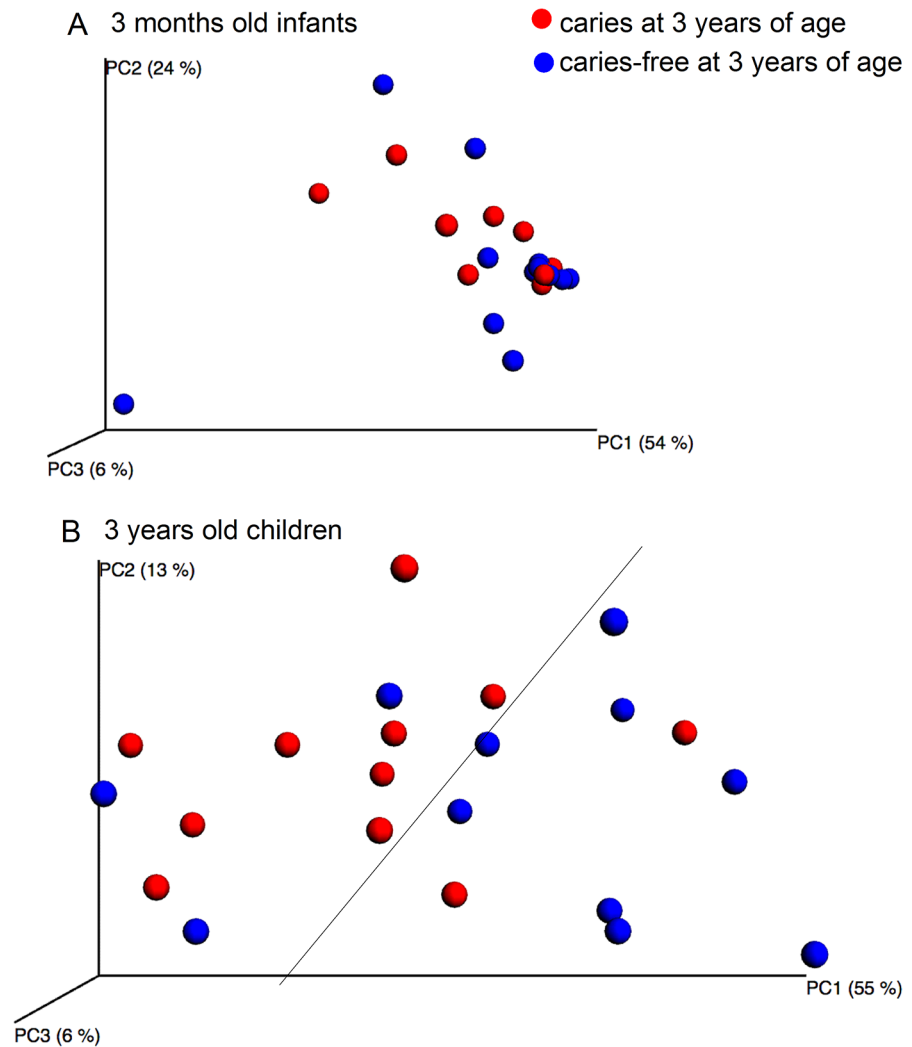 A 3 months old infants
caries at 3 years of age
caries-free at 3 years of age
PC2 (24 %)
PC1 (54 %)
PC3 (6 %)
B 3 years old children
PC2 (13 %)
PC1 (55 %)
PC3 (6 %)